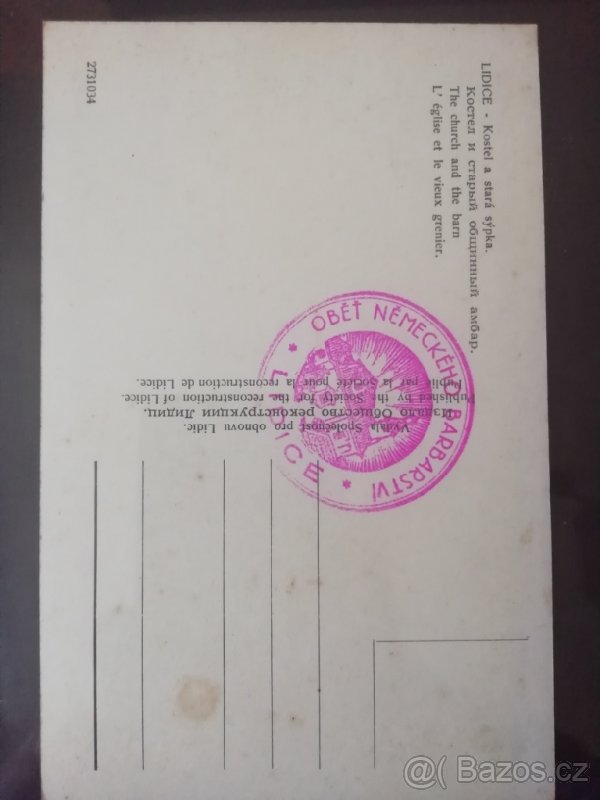 LIDICE - Kostel a stará sýpka.
Костел и старый общинный амбар.
The church and the barn
L' église et le vieux grenier.
2731034
Vydala Společnost pro obnovu Lidic.
Издало Общество реконструкции Лидиц.
Published by the Society for the reconstruction of Lidice.
Publié par la Société pour la reconstruction de Lidice.
* OBĚŤ NĚMECKÉHO BARBARSTVÍ *
LIDICE
@( Bazos.cz